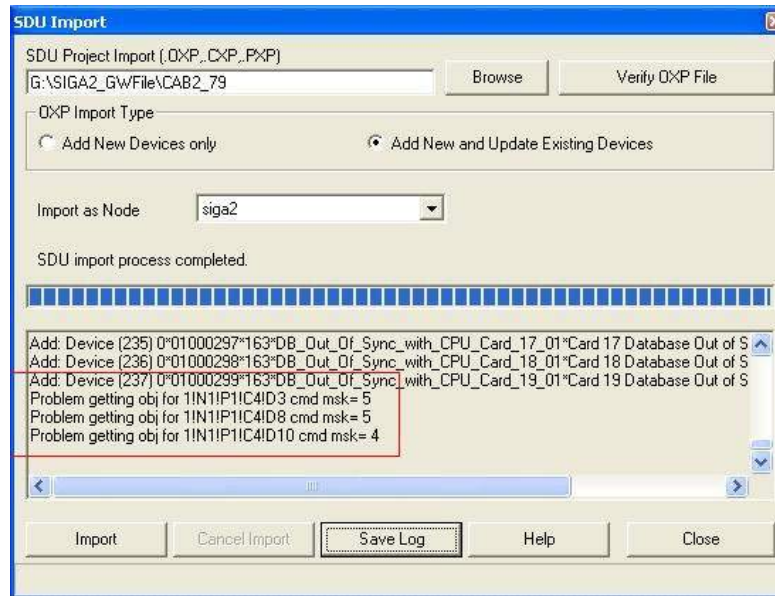 SDU Import
SDU Project Import (.OXP,.CXP,.PXP)
G:\SIGA2_GWFile\CAB2_79
Browse
Verify OXP File
OXP Import Type
Add New Devices only
Add New and Update Existing Devices
Import as Node
siga2
SDU import process completed.
Add: Device (235) 0*01000297*163*DB_Out_Of_Sync_with_CPU_Card_17_01*Card 17 Database Out of S
Add: Device (236) 0*01000298*163*DB_Out_Of_Sync_with_CPU_Card_18_01*Card 18 Database Out of S
Add: Device (237) 0*01000299*163*DB_Out_Of_Sync_with_CPU_Card_19_01*Card 19 Database Out of S
Problem getting obj for 1!N1!P1!C4!D3 cmd msk= 5
Problem getting obj for 1!N1!P1!C4!D8 cmd msk= 5
Problem getting obj for 1!N1!P1!C4!D10 cmd msk= 4
Import
Cancel Import
Save Log
Help
Close